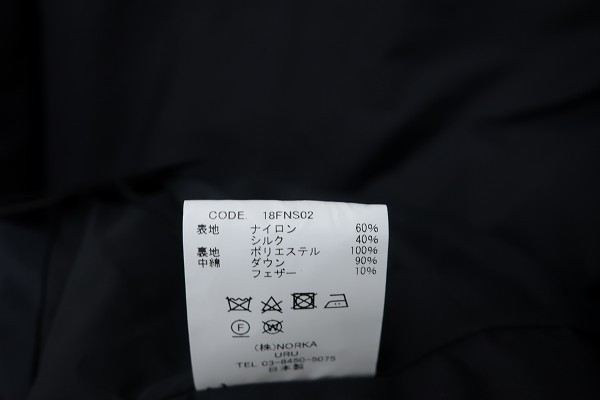 CODE 18FNS02
表地 ナイロン 60%
シルク 40%
裏地 ポリエステル 100%
中綿 ダウン 90%
フェザー 10%
F W
(株)NORKA
URU
TEL 03-8450-5075
日本製